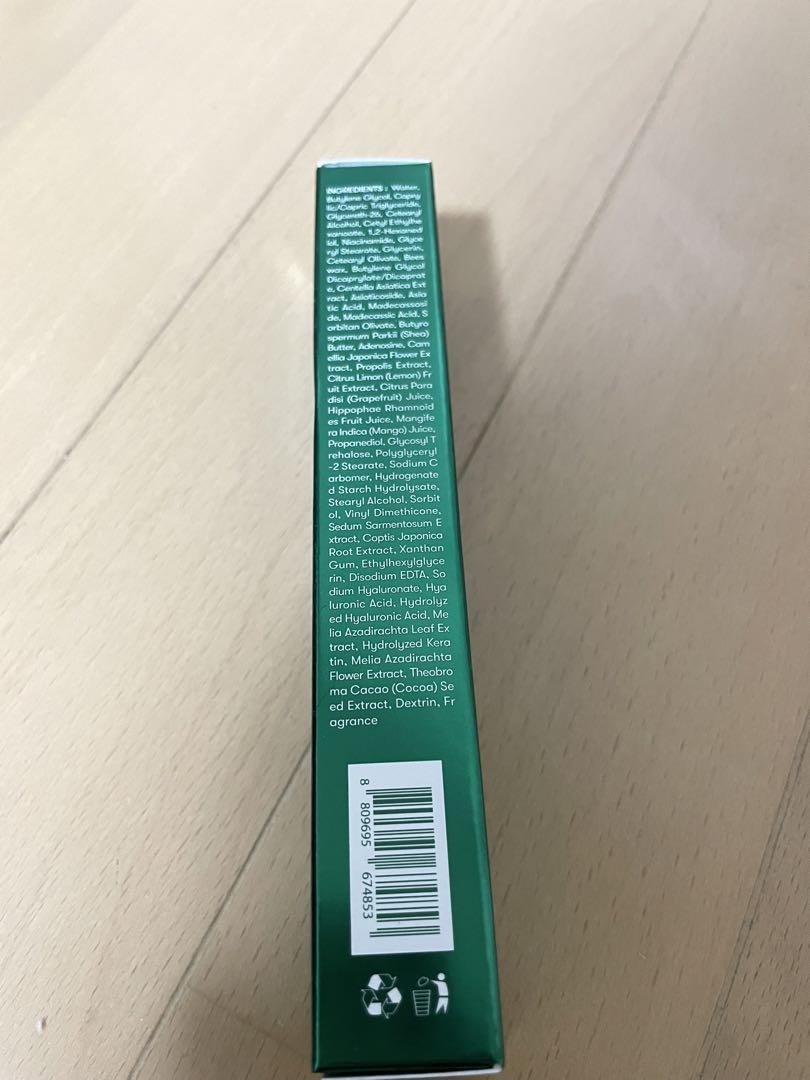 INGREDIENTS : Water,
Butylene Glycol, Capry
lic/Capric Triglyceride,
Glycereth-26, Cetearyl
Alcohol, Cetyl Ethylhe
xanoate, 1,2-Hexaned
iol, Niacinamide, Glyce
ryl Stearate, Glycerin,
Cetearyl Olivate, Bees
wax, Butylene Glycol
Dicaprylate/Dicaprat
e, Centella Asiatica Ext
ract, Asiaticoside, Asia
tic Acid, Madecassosi
de, Madecassic Acid, S
orbitan Olivate, Butyro
spermum Parkii (Shea)
Butter, Adenosine, Cam
ellia Japonica Flower Ex
tract, Propolis Extract,
Citrus Limon (Lemon) Fr
uit Extract, Citrus Para
disi (Grapefruit) Juice,
Hippophae Rhamnoid
es Fruit Juice, Mangife
ra Indica (Mango) Juice,
Propanediol, Glycosyl T
rehalose, Polyglyceryl
-2 Stearate, Sodium C
arbomer, Hydrogenate
d Starch Hydrolysate,
Stearyl Alcohol, Sorbit
ol, Vinyl Dimethicone,
Sedum Sarmentosum E
xtract, Coptis Japonica
Root Extract, Xanthan
Gum, Ethylhexylglyce
rin, Disodium EDTA, So
dium Hyaluronate, Hya
luronic Acid, Hydrolyz
ed Hyaluronic Acid, Me
lia Azadirachta Leaf Ex
tract, Hydrolyzed Kera
tin, Melia Azadirachta
Flower Extract, Theobro
ma Cacao (Cocoa) Se
ed Extract, Dextrin, Fr
agrance
8 809695 674853